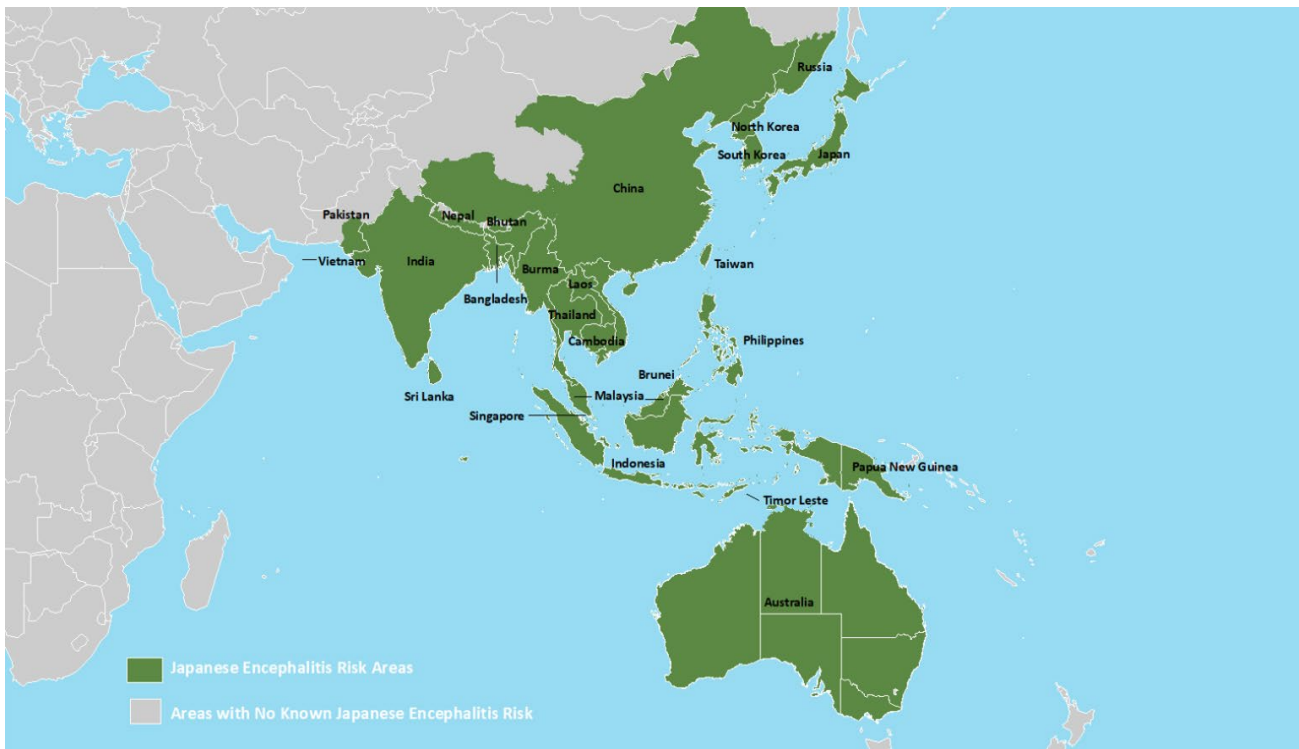 Russia
North Korea
South Korea
Japan
China
Pakistan
Nepal
Bhutan
Vietnam
India
Burma
Taiwan
Laos
Bangladesh
Thailand
Cambodia
Philippines
Brunei
Sri Lanka
Malaysia
Singapore
Indonesia
Papua New Guinea
Timor Leste
Australia
Japanese Encephalitis Risk Areas
Areas with No Known Japanese Encephalitis Risk